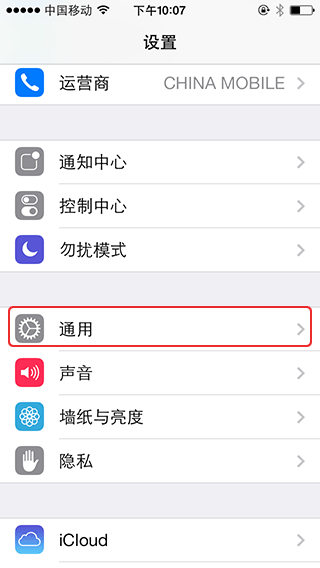 中国移动 下午10:07
设置
运营商 CHINA MOBILE
通知中心
控制中心
勿扰模式
通用
声音
墙纸与亮度
隐私
iCloud